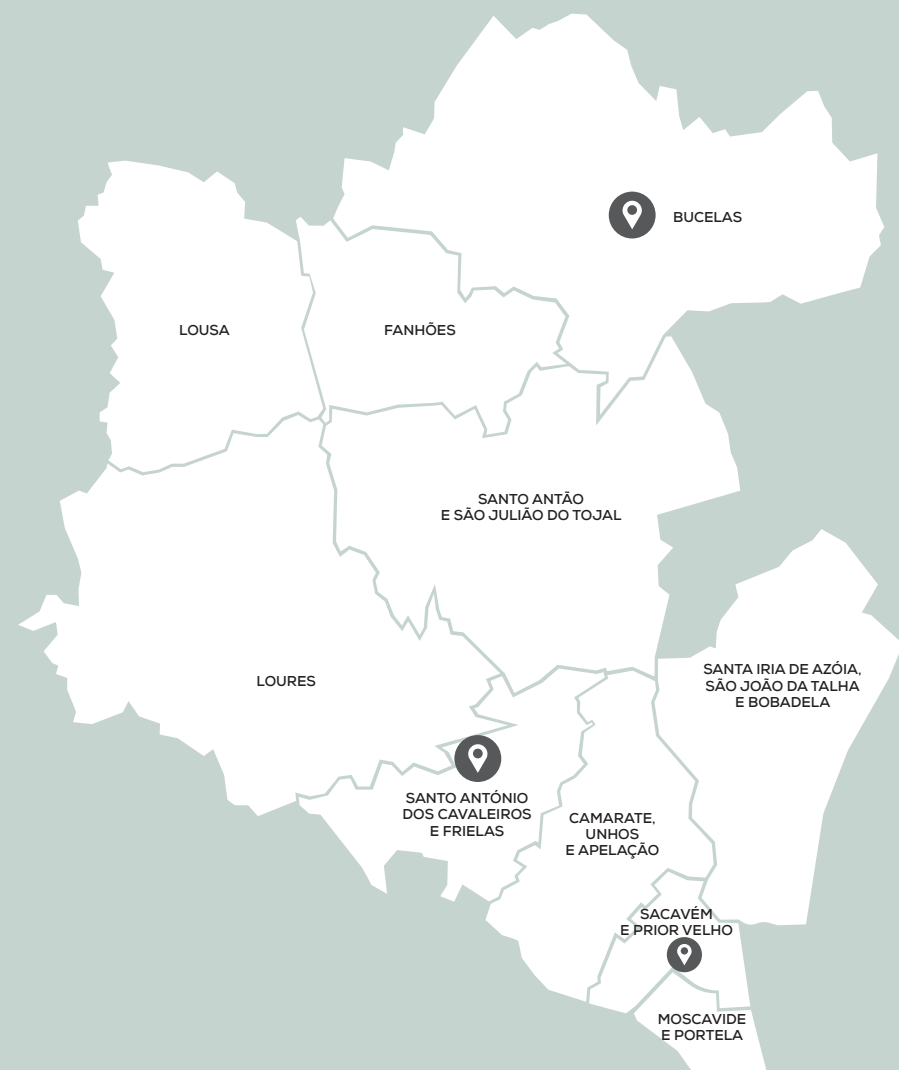 BUCELAS
LOUSA
FANHÕES
SANTO ANTÃO
E SÃO JULIÃO DO TOJAL
LOURES
SANTA IRIA DE AZÓIA,
SÃO JOÃO DA TALHA
E BOBADELA
SANTO ANTÓNIO
DOS CAVALEIROS
E FRIELAS
CAMARATE,
UNHOS
E APELAÇÃO
SACAVÉM
E PRIOR VELHO
MOSCAVIDE
E PORTELA